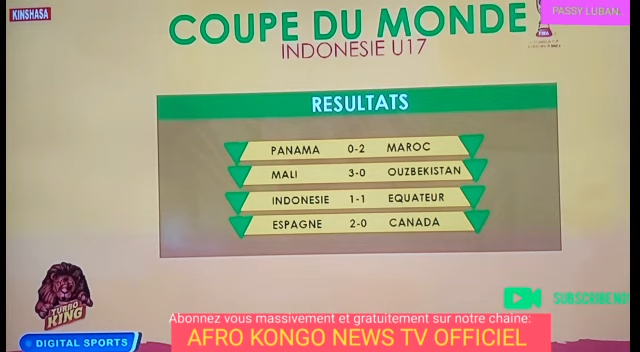 KINSHASA
PASSY LUBAN
COUPE DU MONDE
INDONESIE U17
FIFA
RESULTATS
PANAMA 0-2 MAROC
MALI 3-0 OUZBEKISTAN
INDONESIE 1-1 EQUATEUR
ESPAGNE 2-0 CANADA
TURBO KING
DIGITAL SPORTS
SUBSCRIBE
Abonnez vous massivement et gratuitement sur notre chaine:
AFRO KONGO NEWS TV OFFICIEL